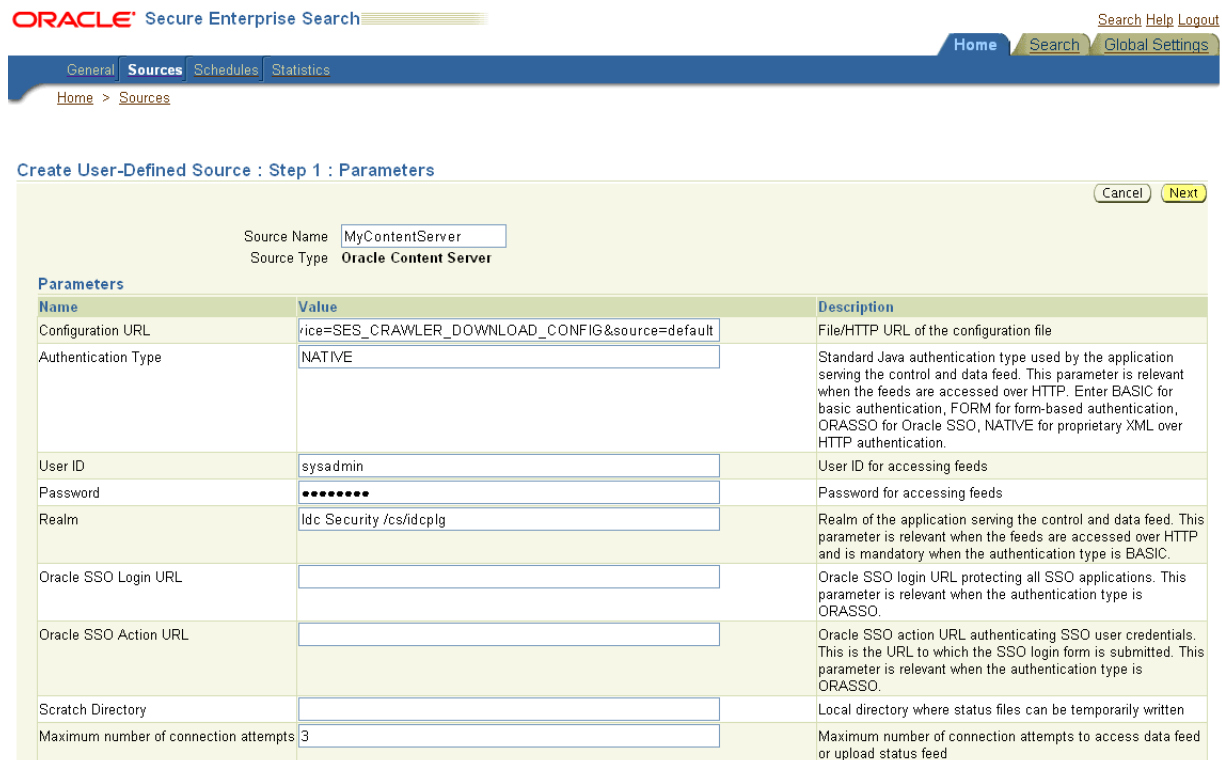 ORACLE Secure Enterprise Search
Search Help Logout
Home Search Global Settings
General Sources Schedules Statistics
Home > Sources
Create User-Defined Source : Step 1 : Parameters
Cancel Next
Source Name MyContentServer
Source Type Oracle Content Server
Parameters
Name Value Description
Configuration URL vice=SES_CRAWLER_DOWNLOAD_CONFIG&source=default File/HTTP URL of the configuration file
Authentication Type NATIVE Standard Java authentication type used by the application
serving the control and data feed. This parameter is relevant
when the feeds are accessed over HTTP. Enter BASIC for
basic authentication, FORM for form-based authentication,
ORASSO for Oracle SSO, NATIVE for proprietary XML over
HTTP authentication.
User ID sysadmin User ID for accessing feeds
Password •••••••• Password for accessing feeds
Realm Idc Security /cs/idcplg Realm of the application serving the control and data feed. This
parameter is relevant when the feeds are accessed over HTTP
and is mandatory when the authentication type is BASIC.
Oracle SSO Login URL Oracle SSO login URL protecting all SSO applications. This
parameter is relevant when the authentication type is
ORASSO.
Oracle SSO Action URL Oracle SSO action URL authenticating SSO user credentials.
This is the URL to which the SSO login form is submitted. This
parameter is relevant when the authentication type is
ORASSO.
Scratch Directory Local directory where status files can be temporarily written
Maximum number of connection attempts 3 Maximum number of connection attempts to access data feed
or upload status feed